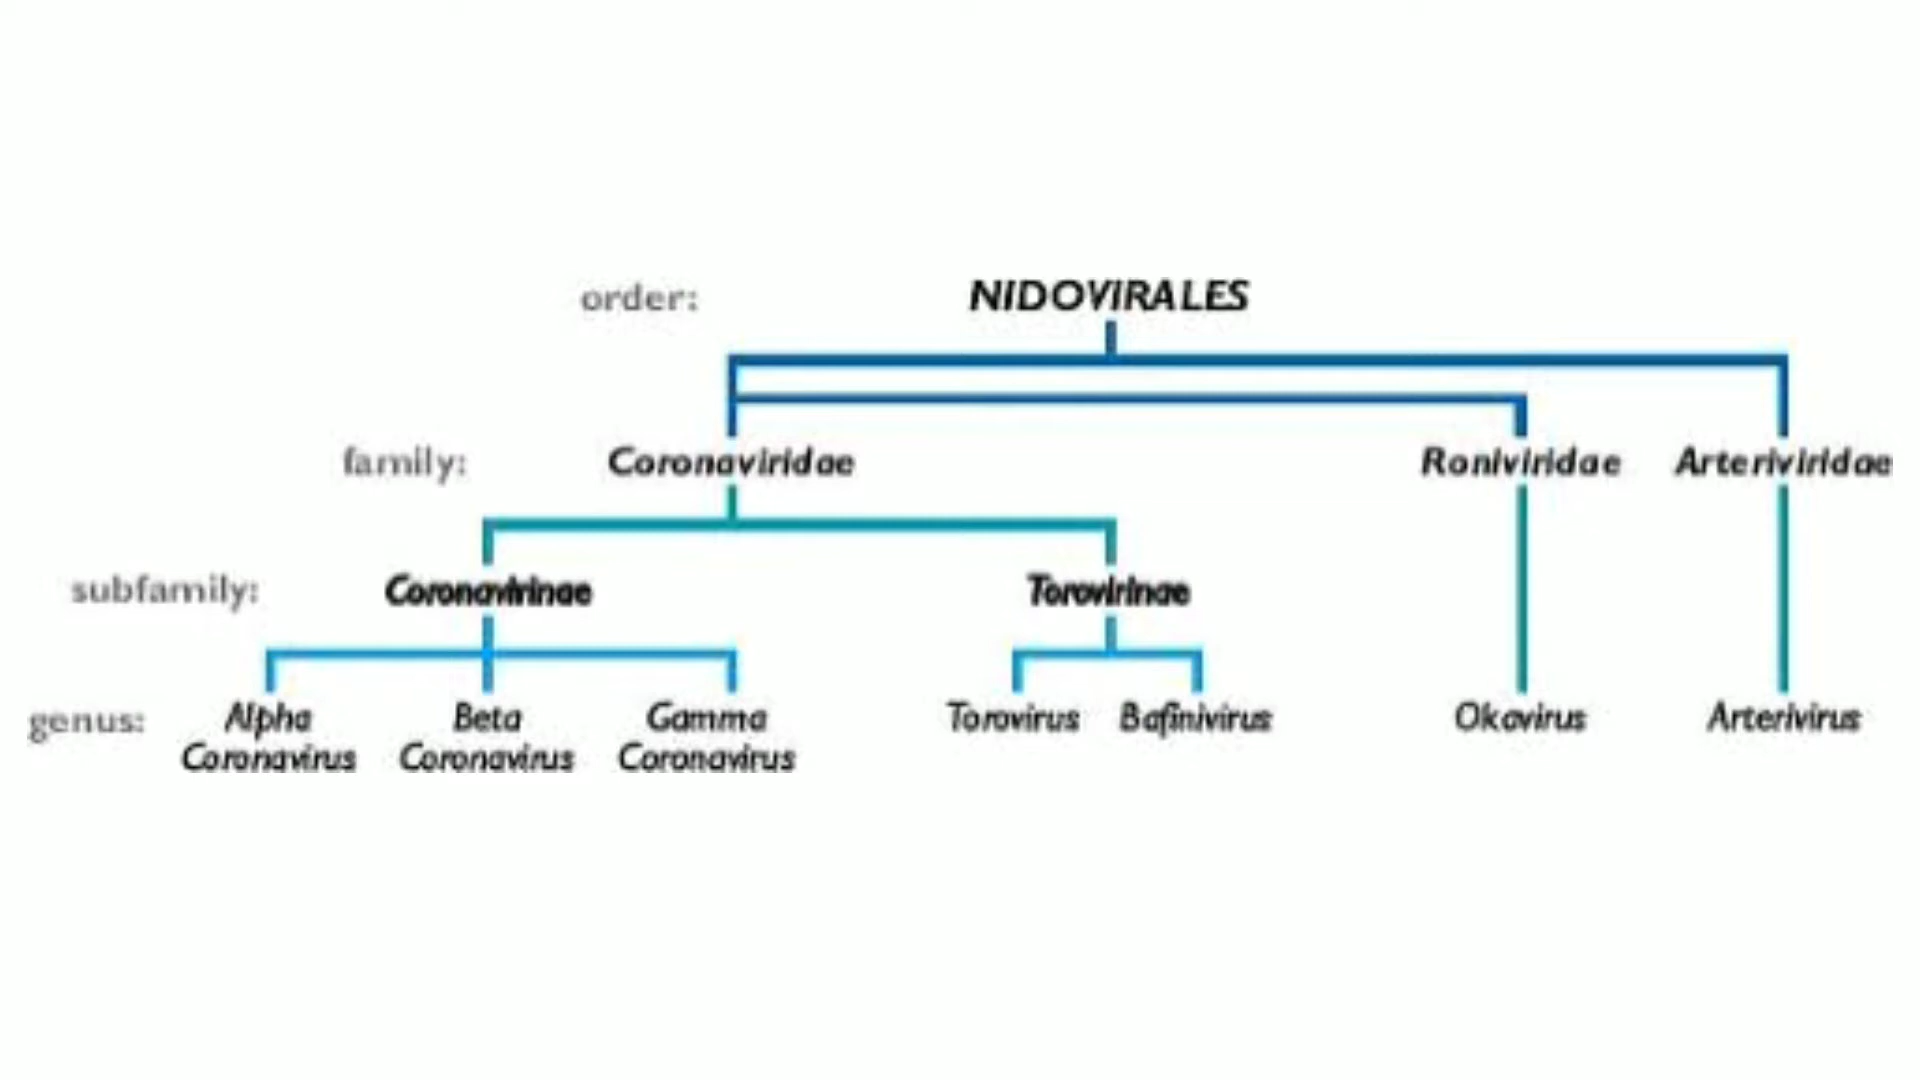 order: NIDOVIRALES
family: Coronaviridae Roniviridae Arteriviridae
subfamily: Coronavirinae Torovirinae
genus: Alpha Beta Gamma Torovirus Bafinivirus Okavirus Arterivirus
Coronavirus Coronavirus Coronavirus